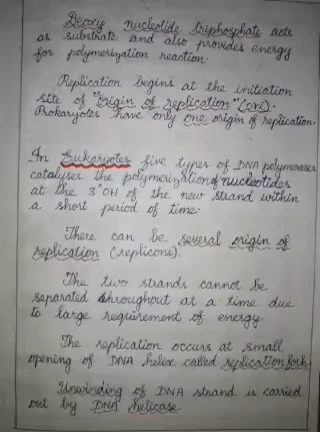 Deoxy nucleotide triphosphate acts
as substrate and also provides energy
for polymerization reaction.
Replication begins at the initiation
site of "origin of replication" (ori).
Prokaryotes have only one origin of replication.
In Eukaryotes five types of DNA polymerases
catalyses the polymerization of nucleotides
at the 3'OH of the new strand within
a short period of time.
There can be several origin of
replication (replicons).
The two strands cannot be
separated throughout at a time due
to large requirement of energy
The replication occurs at small
opening of DNA helix called replication fork
Unwinding of DNA strand is carried
out by DNA helicase